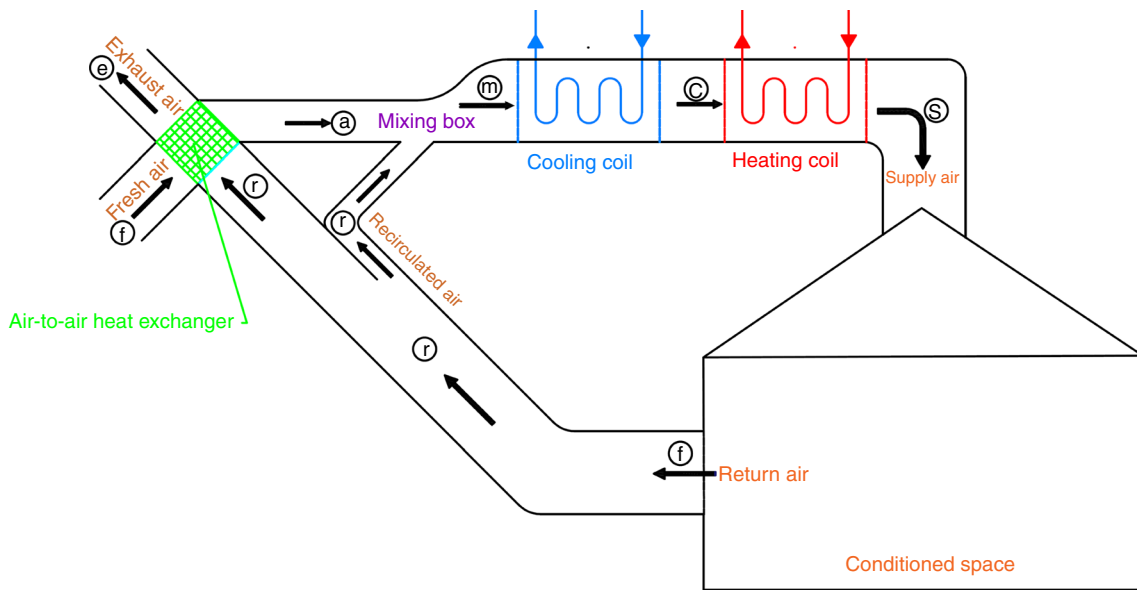 Exhaust air
e
a
Mixing box
m
C
S
Cooling coil
Heating coil
Supply air
Fresh air
f
r
r
Recirculated air
Air-to-air heat exchanger
r
f
Return air
Conditioned space